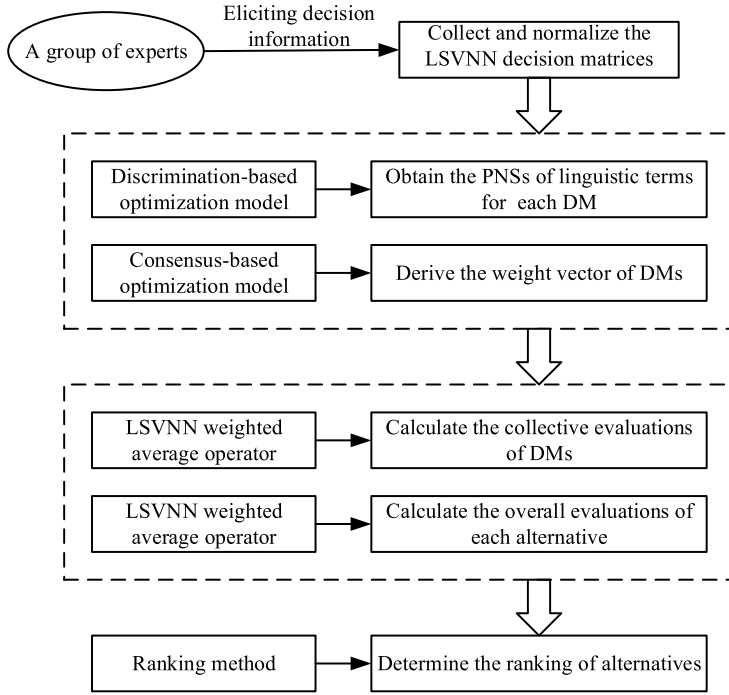 Eliciting decision
information
A group of experts
Collect and normalize the
LSVNN decision matrices
Discrimination-based
optimization model
Obtain the PNSs of linguistic terms
for each DM
Consensus-based
optimization model
Derive the weight vector of DMs
LSVNN weighted
average operator
Calculate the collective evaluations
of DMs
LSVNN weighted
average operator
Calculate the overall evaluations of
each alternative
Ranking method
Determine the ranking of alternatives